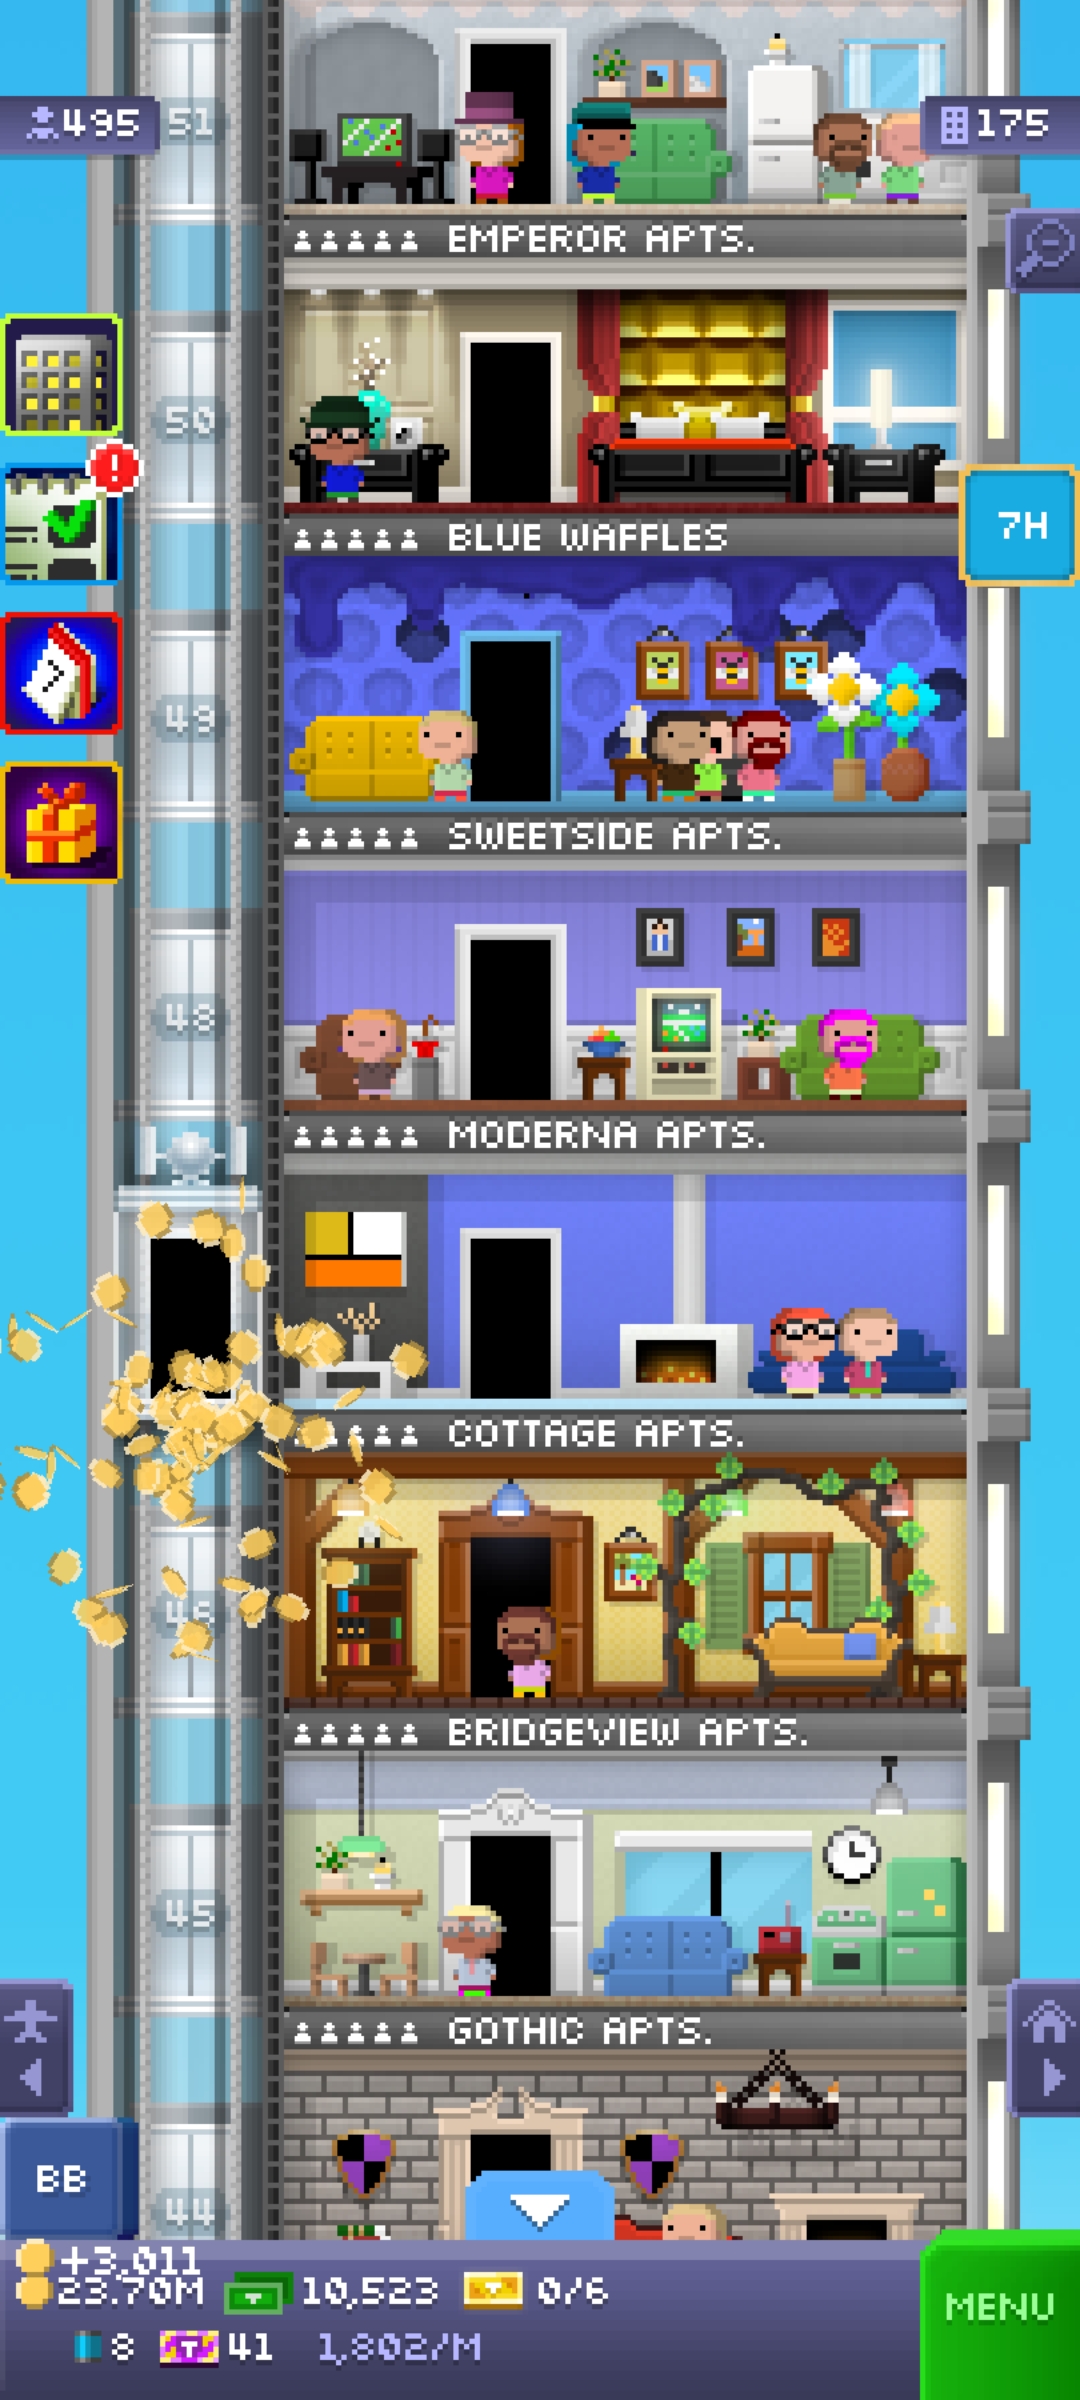 495
51
175
EMPEROR APTS.
50
7H
BLUE WAFFLES
49
SWEETSIDE APTS.
48
MODERNA APTS.
COTTAGE APTS.
46
BRIDGEVIEW APTS.
45
GOTHIC APTS.
44
BB
+3,011
23.70M 10,523 0/6
MENU
8 41 1,802/M